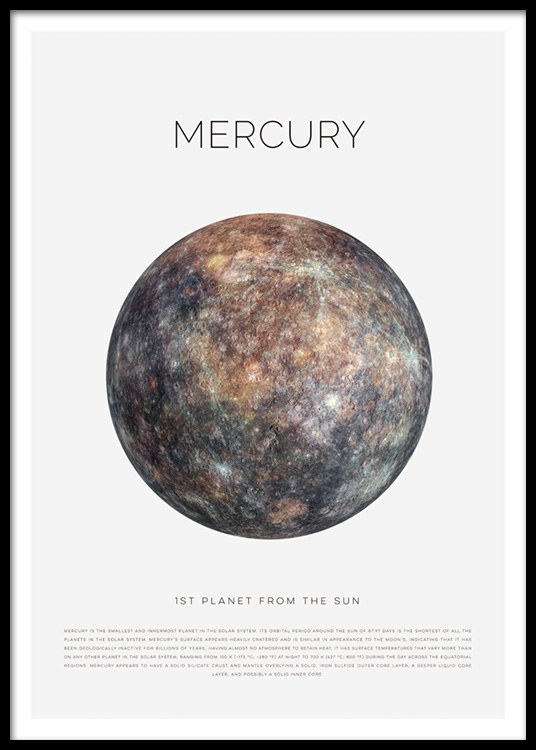 MERCURY
1ST PLANET FROM THE SUN
MERCURY IS THE SMALLEST AND INNERMOST PLANET IN THE SOLAR SYSTEM. ITS ORBITAL PERIOD AROUND THE SUN OF 87.97 DAYS IS THE SHORTEST OF ALL THE
PLANETS IN THE SOLAR SYSTEM. MERCURY'S SURFACE APPEARS HEAVILY CRATERED AND IS SIMILAR IN APPEARANCE TO THE MOON'S, INDICATING THAT IT HAS
BEEN GEOLOGICALLY INACTIVE FOR BILLIONS OF YEARS. HAVING ALMOST NO ATMOSPHERE TO RETAIN HEAT, IT HAS SURFACE TEMPERATURES THAT VARY MORE THAN
ON ANY OTHER PLANET IN THE SOLAR SYSTEM, RANGING FROM 100 K (-173 °C; -280 °F) AT NIGHT TO 700 K (427 °C; 800 °F) DURING THE DAY ACROSS THE EQUATORIAL
REGIONS. MERCURY APPEARS TO HAVE A SOLID SILICATE CRUST AND MANTLE OVERLYING A SOLID, IRON SULFIDE OUTER CORE LAYER, A DEEPER LIQUID CORE
LAYER, AND POSSIBLY A SOLID INNER CORE